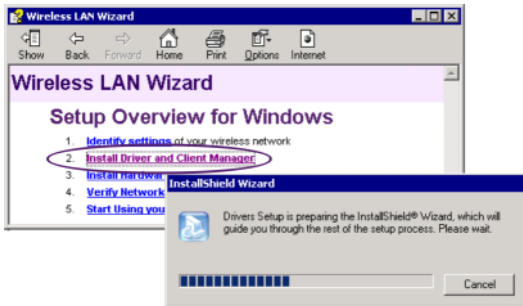 Wireless LAN Wizard
Show Back Forward Home Print Options Internet
Wireless LAN Wizard
Setup Overview for Windows
1. Identify settings of your wireless network
2. Install Driver and Client Manager
3. Install Hardwar
4. Verify Network
5. Start Using you
InstallShield Wizard
Drivers Setup is preparing the InstallShield® Wizard, which will
guide you through the rest of the setup process. Please wait.
Cancel